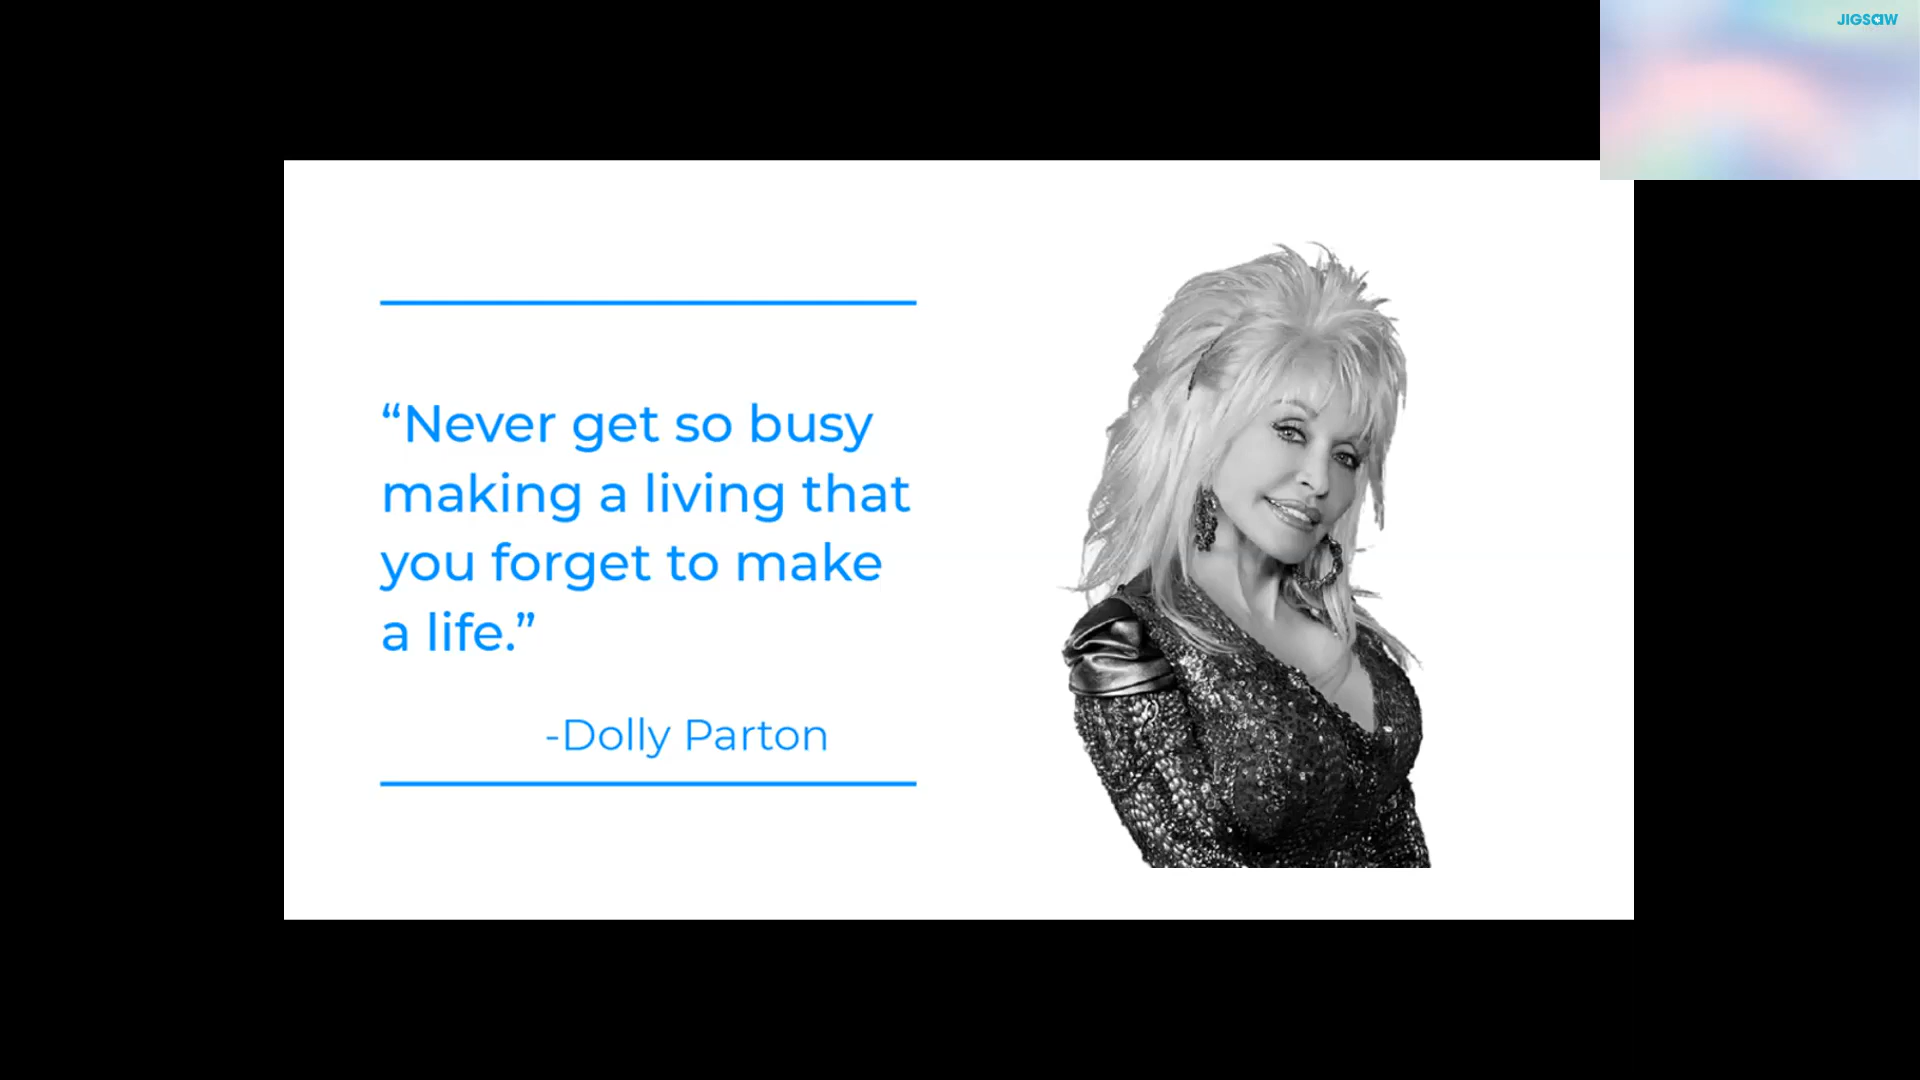 JIGSAW
“Never get so busy
making a living that
you forget to make
a life.”
-Dolly Parton